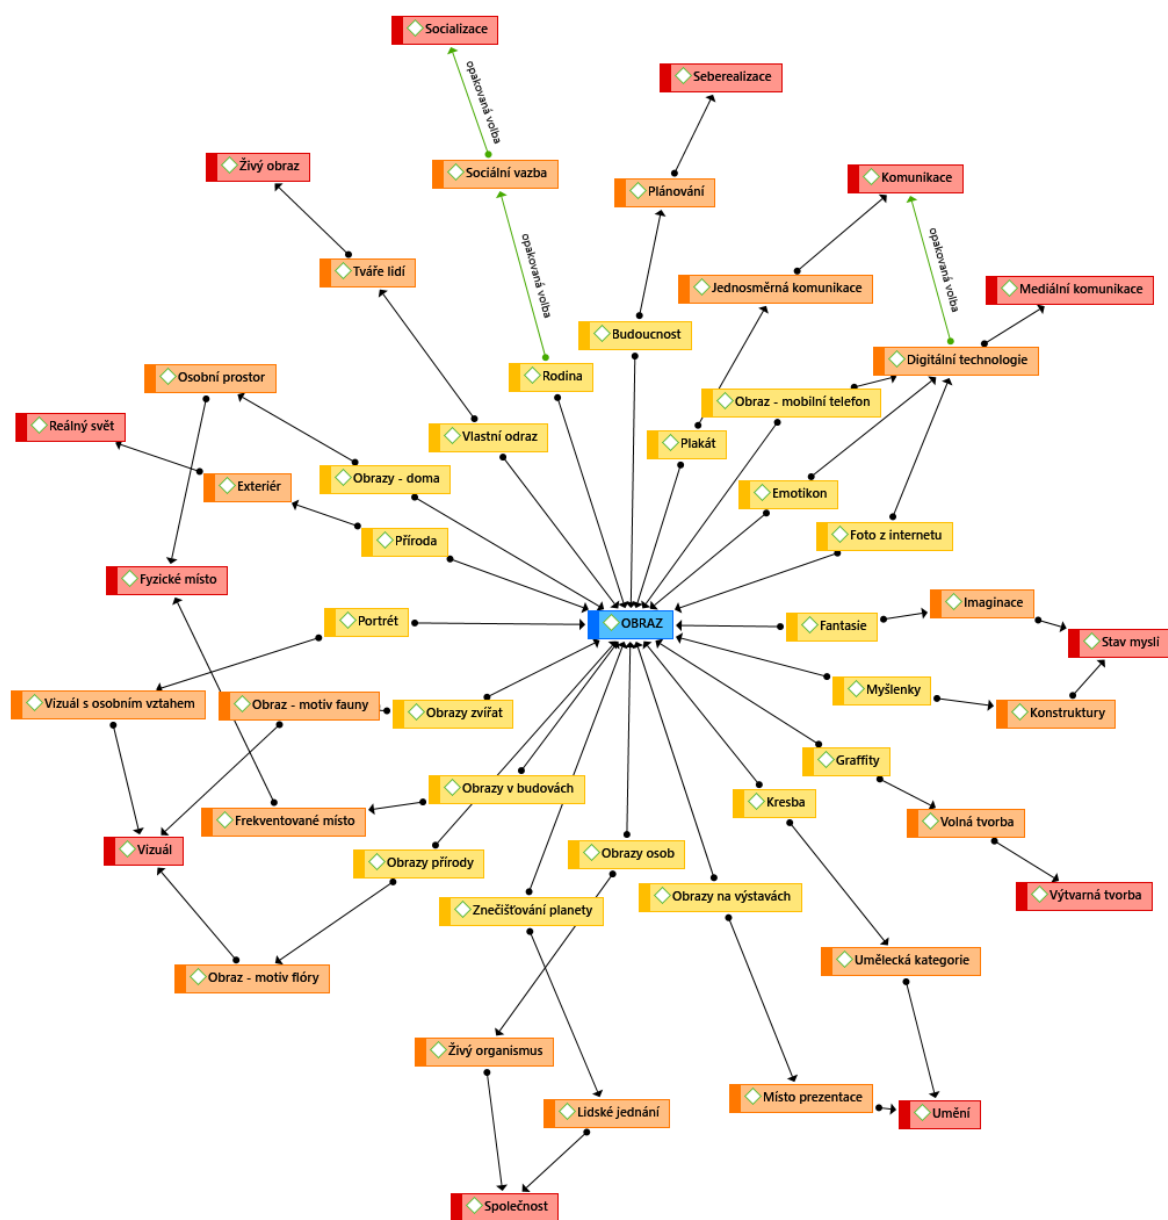 Socializace
opakovaná volba
Seberealizace
Živý obraz
Sociální vazba
Plánování
Komunikace
opakovaná volba
Tváře lidí
Jednosměrná komunikace
opakovaná volba
Mediální komunikace
Budoucnost
Digitální technologie
Osobní prostor
Rodina
Obraz - mobilní telefon
Reálný svět
Vlastní odraz
Plakát
Obrazy - doma
Exteriér
Emotikon
Příroda
Foto z internetu
Fyzické místo
Imaginace
Portrét
OBRAZ
Fantasie
Stav mysli
Myšlenky
Vizuál s osobním vztahem
Obraz - motiv fauny
Obrazy zvířat
Konstruktury
Graffity
Obrazy v budovách
Kresba
Frekventované místo
Volná tvorba
Vizuál
Obrazy přírody
Obrazy osob
Obrazy na výstavách
Výtvarná tvorba
Znečišťování planety
Umělecká kategorie
Obraz - motiv flóry
Živý organismus
Místo prezentace
Lidské jednání
Umění
Společnost